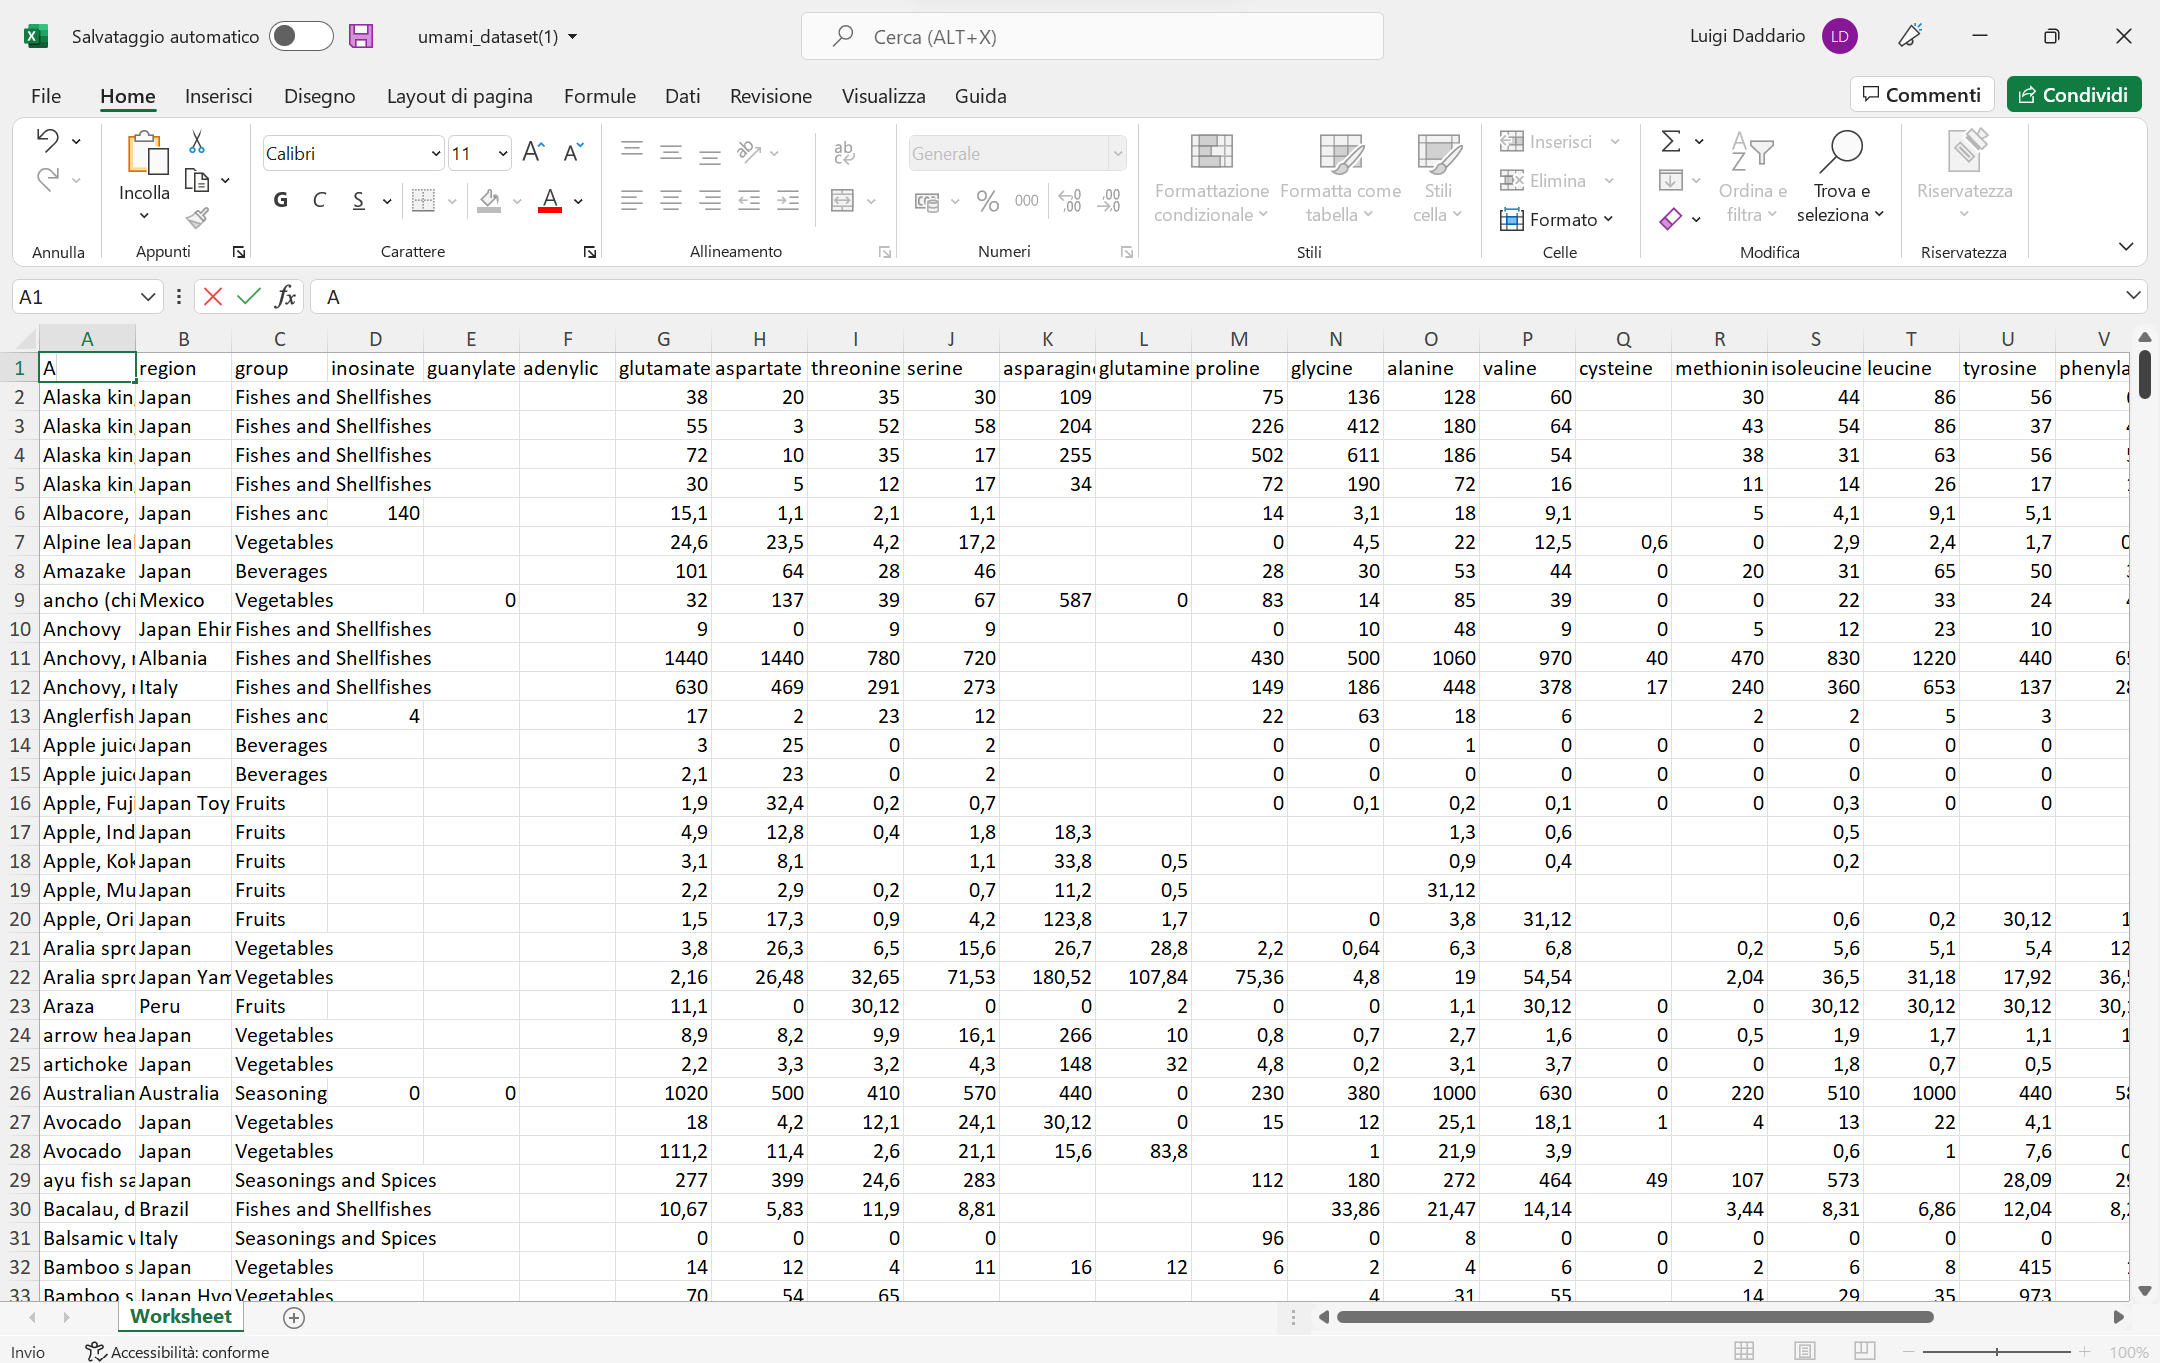 Salvataggio automatico umami_dataset(1) Cerca (ALT+X) Luigi Daddario LD
File Home Inserisci Disegno Layout di pagina Formule Dati Revisione Visualizza Guida Commenti Condividi
Calibri 11 Generale Inserisci
Incolla Elimina
G C S A % 000 Formattazione condizionale Formatta come tabella Stili cella Formato Ordina e filtra Trova e seleziona Riservatezza
Annulla Appunti Carattere Allineamento Numeri Stili Celle Modifica Riservatezza
A1 fx A
A B C D E F G H I J K L M N O P Q R S T U V
1 A region group inosinate guanylate adenylic glutamate aspartate threonine serine asparagin glutamine proline glycine alanine valine cysteine methionin isoleucine leucine tyrosine phenyla
2 Alaska kin Japan Fishes and Shellfishes 38 20 35 30 109 75 136 128 60 30 44 86 56
3 Alaska kin Japan Fishes and Shellfishes 55 3 52 58 204 226 412 180 64 43 54 86 37
4 Alaska kin Japan Fishes and Shellfishes 72 10 35 17 255 502 611 186 54 38 31 63 56
5 Alaska kin Japan Fishes and Shellfishes 30 5 12 17 34 72 190 72 16 11 14 26 17
6 Albacore, Japan Fishes and 140 15,1 1,1 2,1 1,1 14 3,1 18 9,1 5 4,1 9,1 5,1
7 Alpine lea Japan Vegetables 24,6 23,5 4,2 17,2 0 4,5 22 12,5 0,6 0 2,9 2,4 1,7
8 Amazake Japan Beverages 101 64 28 46 28 30 53 44 0 20 31 65 50
9 ancho (chi Mexico Vegetables 0 32 137 39 67 587 0 83 14 85 39 0 0 22 33 24
10 Anchovy Japan Ehir Fishes and Shellfishes 9 0 9 9 0 10 48 9 0 5 12 23 10
11 Anchovy, Albania Fishes and Shellfishes 1440 1440 780 720 430 500 1060 970 40 470 830 1220 440
12 Anchovy, Italy Fishes and Shellfishes 630 469 291 273 149 186 448 378 17 240 360 653 137
13 Anglerfish Japan Fishes and 4 17 2 23 12 22 63 18 6 2 2 5 3
14 Apple juic Japan Beverages 3 25 0 2 0 0 1 0 0 0 0 0 0
15 Apple juic Japan Beverages 2,1 23 0 2 0 0 0 0 0 0 0 0 0
16 Apple, Fuji Japan Toy Fruits 1,9 32,4 0,2 0,7 0 0,1 0,2 0,1 0 0 0,3 0 0
17 Apple, Ind Japan Fruits 4,9 12,8 0,4 1,8 18,3 1,3 0,6 0,5
18 Apple, Kok Japan Fruits 3,1 8,1 1,1 33,8 0,5 0,9 0,4 0,2
19 Apple, Mu Japan Fruits 2,2 2,9 0,2 0,7 11,2 0,5 31,12
20 Apple, Ori Japan Fruits 1,5 17,3 0,9 4,2 123,8 1,7 0 3,8 31,12 0,6 0,2 30,12
21 Aralia spro Japan Vegetables 3,8 26,3 6,5 15,6 26,7 28,8 2,2 0,64 6,3 6,8 0,2 5,6 5,1 5,4
22 Aralia spro Japan Yam Vegetables 2,16 26,48 32,65 71,53 180,52 107,84 75,36 4,8 19 54,54 2,04 36,5 31,18 17,92
23 Araza Peru Fruits 11,1 0 30,12 0 0 2 0 0 1,1 30,12 0 0 30,12 30,12 30,12
24 arrow hea Japan Vegetables 8,9 8,2 9,9 16,1 266 10 0,8 0,7 2,7 1,6 0 0,5 1,9 1,7 1,1
25 artichoke Japan Vegetables 2,2 3,3 3,2 4,3 148 32 4,8 0,2 3,1 3,7 0 0 1,8 0,7 0,5
26 Australian Australia Seasoning 0 0 1020 500 410 570 440 0 230 380 1000 630 0 220 510 1000 440
27 Avocado Japan Vegetables 18 4,2 12,1 24,1 30,12 0 15 12 25,1 18,1 1 4 13 22 4,1
28 Avocado Japan Vegetables 111,2 11,4 2,6 21,1 15,6 83,8 1 21,9 3,9 0,6 1 7,6
29 ayu fish sa Japan Seasonings and Spices 277 399 24,6 283 112 180 272 464 49 107 573 28,09
30 Bacalau, d Brazil Fishes and Shellfishes 10,67 5,83 11,9 8,81 33,86 21,47 14,14 3,44 8,31 6,86 12,04
31 Balsamic v Italy Seasonings and Spices 0 0 0 0 96 0 8 0 0 0 0 0 0
32 Bamboo s Japan Vegetables 14 12 4 11 16 12 6 2 4 6 0 2 6 8 415
33 Bamboo s Japan Hyo Vegetables 70 54 65 4 31 55 14 29 35 973
Worksheet
Invio Accessibilità: conforme 100%